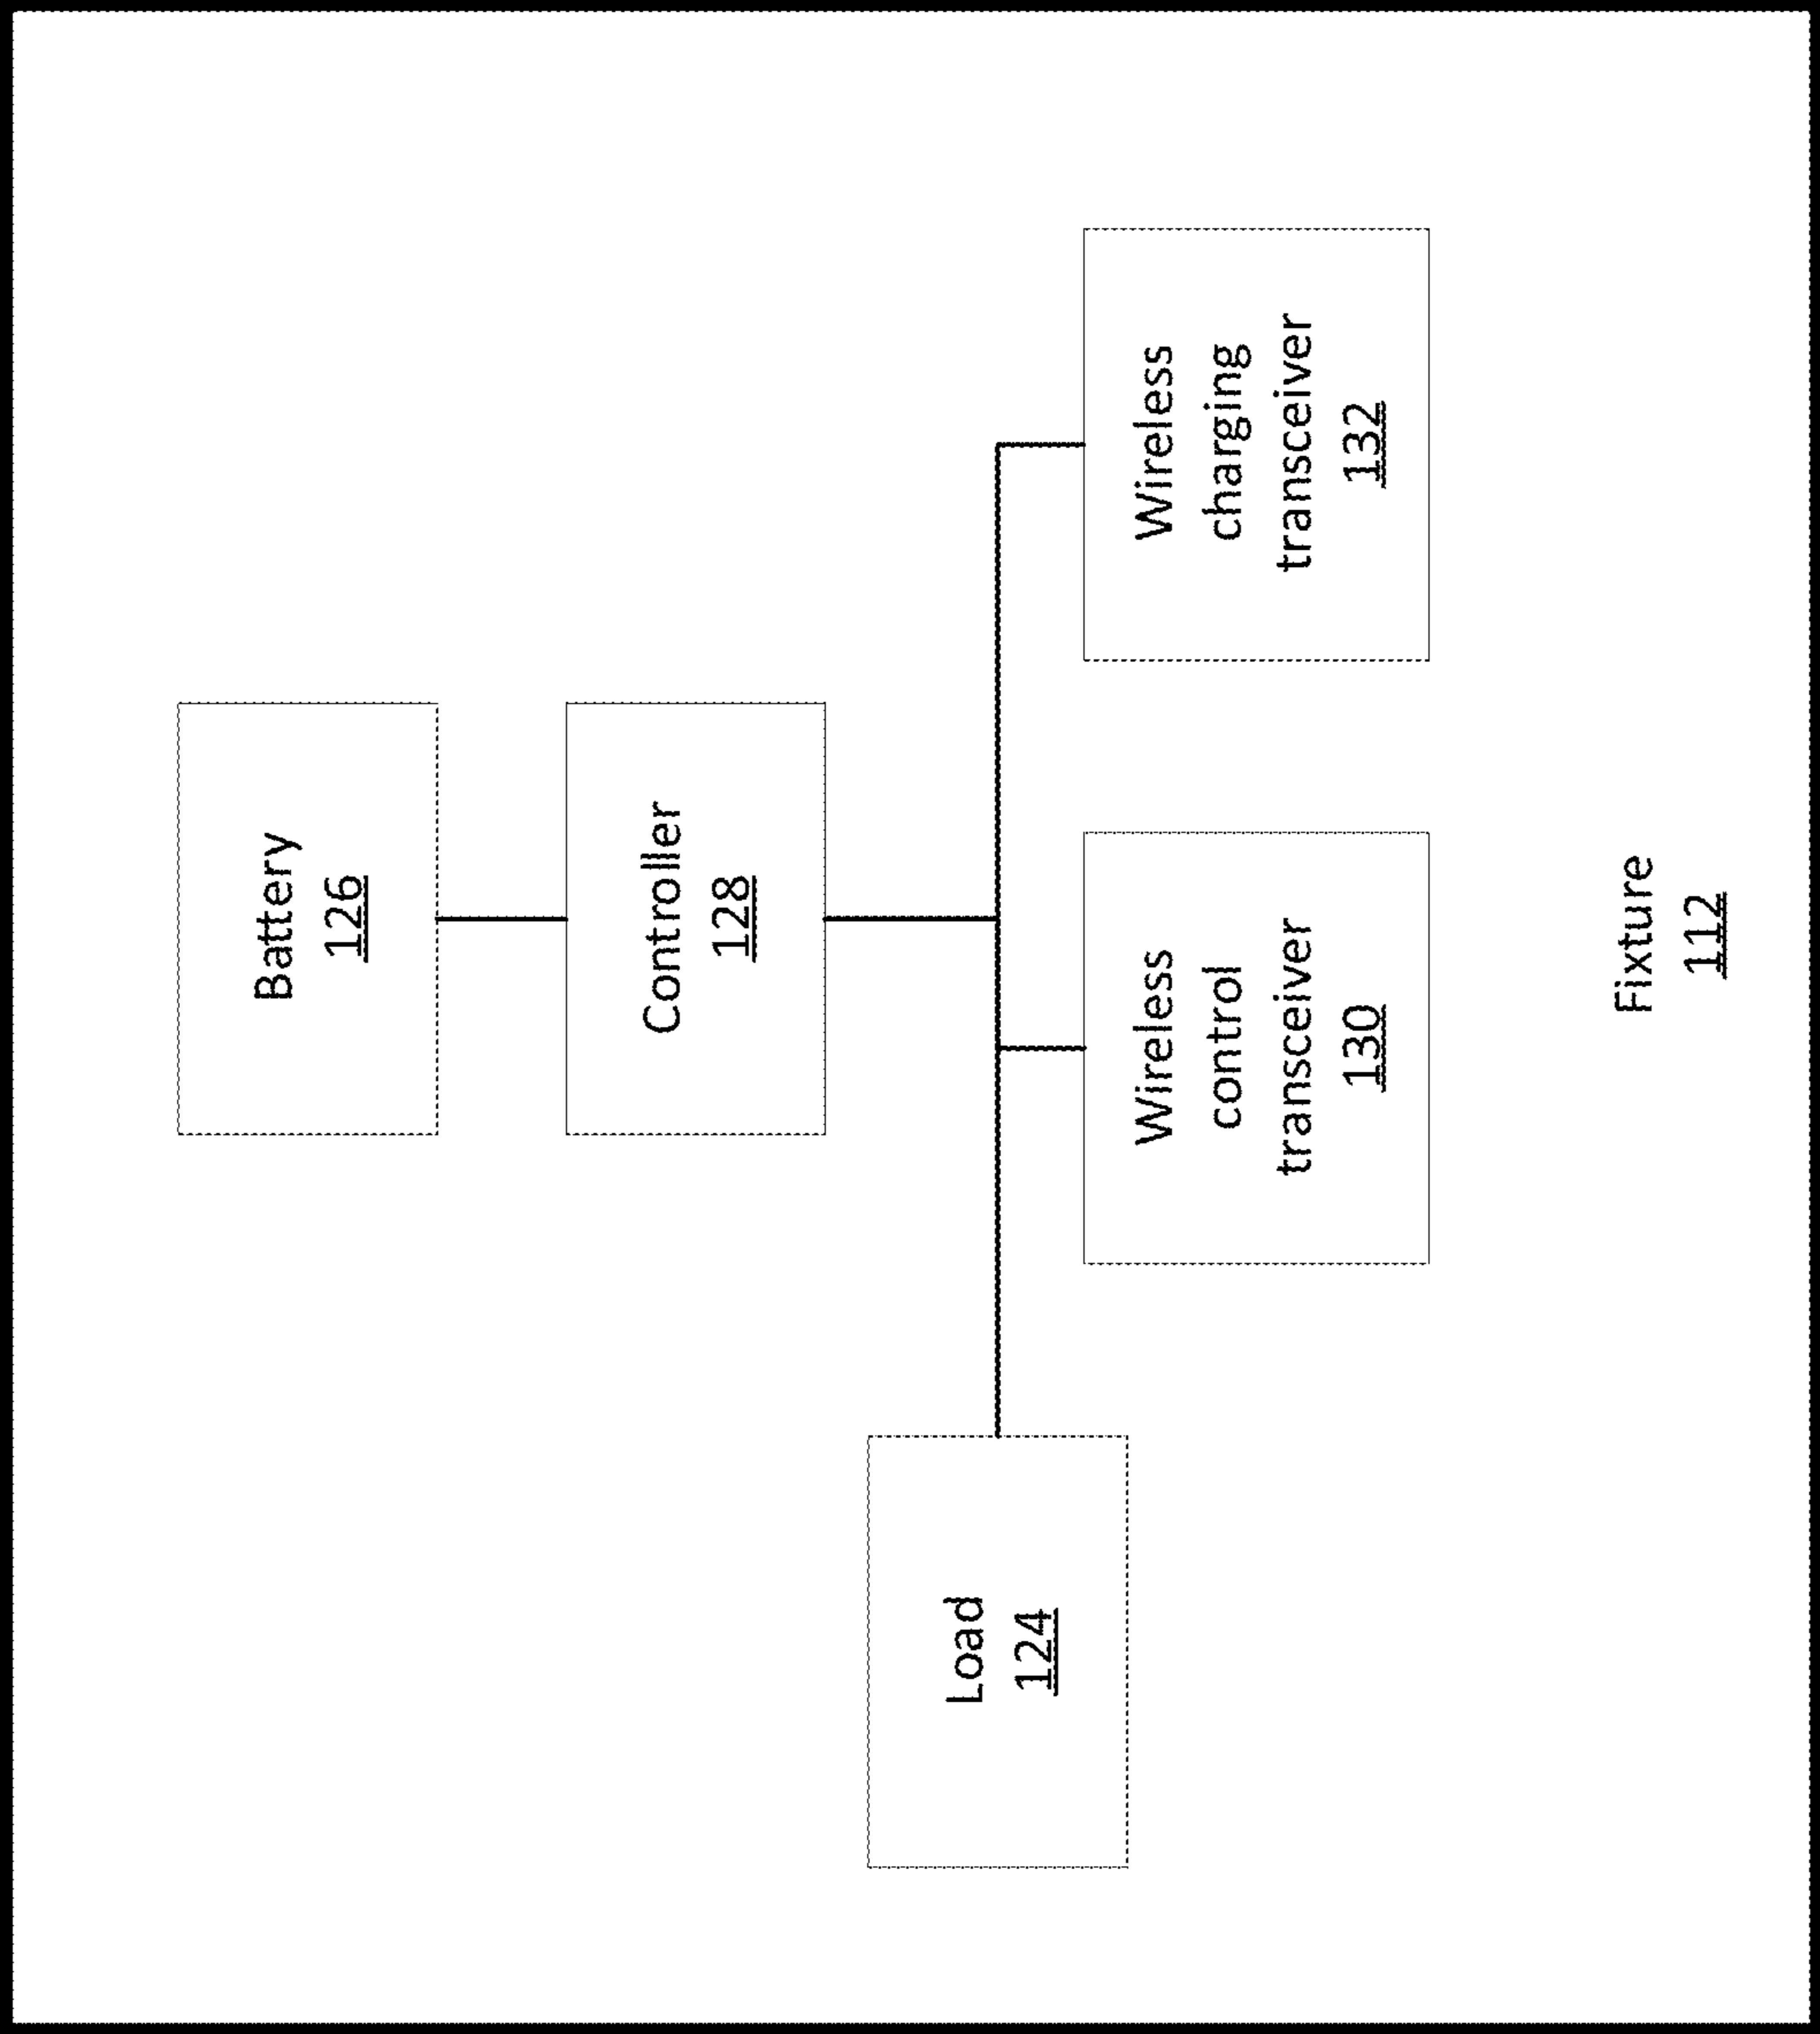 Battery
126
Controller
128
Load
124
Wireless
control
transceiver
130
Wireless
charging
transceiver
132
Fixture
112